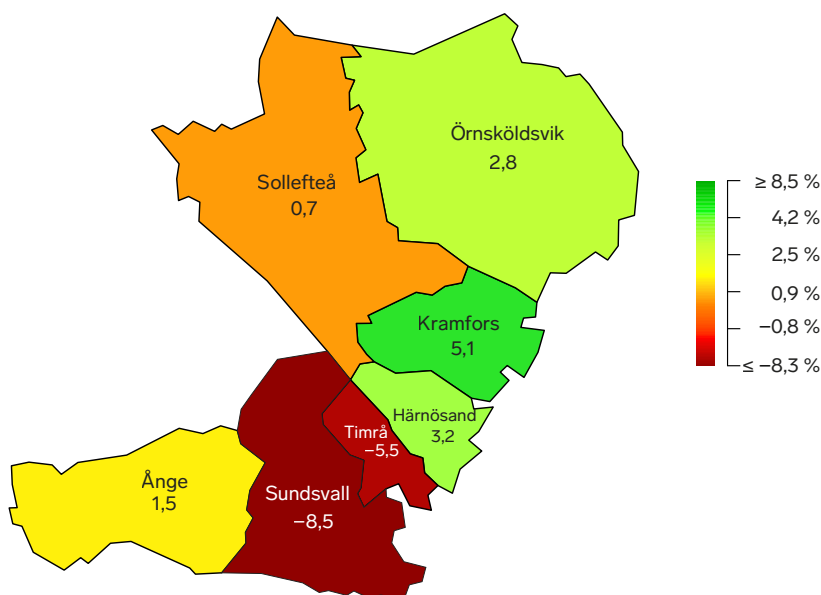 Örnsköldsvik
2,8
Sollefteå
0,7
Kramfors
5,1
Härnösand
3,2
Timrå
−5,5
Ånge
1,5
Sundsvall
−8,5
≥ 8,5 %
4,2 %
2,5 %
0,9 %
−0,8 %
≤ −8,3 %